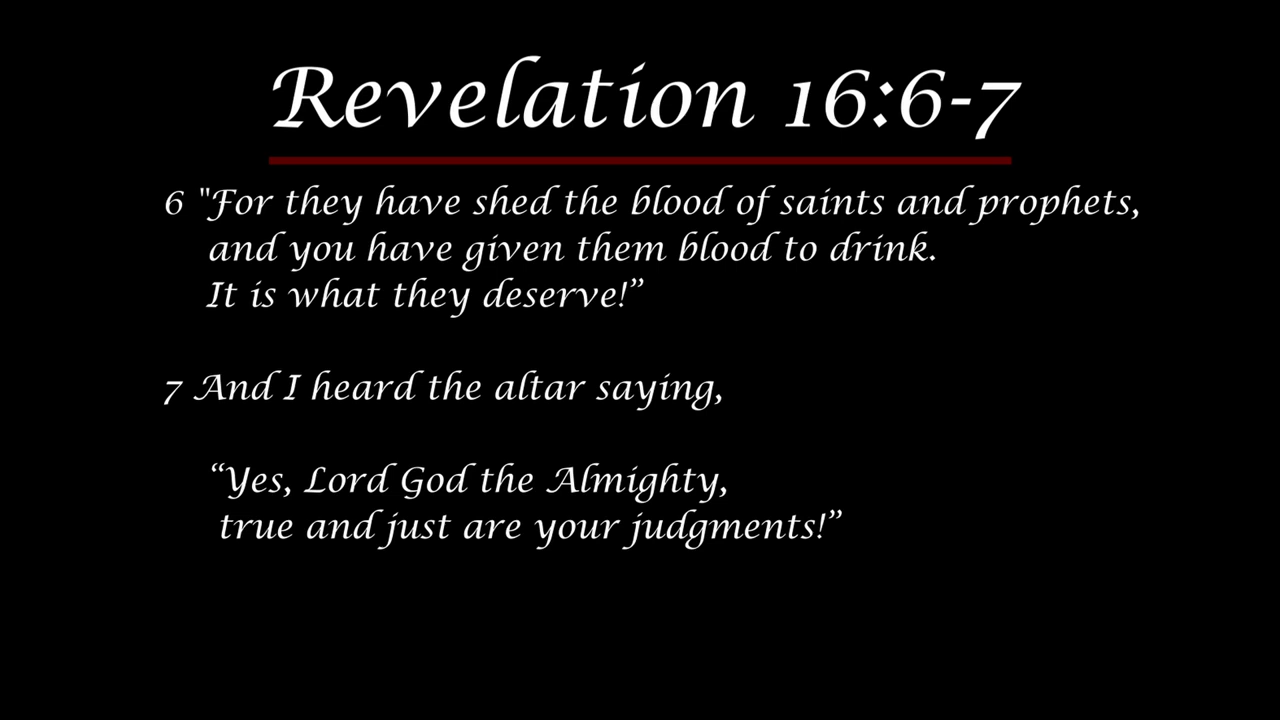 Revelation 16:6-7
6 "For they have shed the blood of saints and prophets,
and you have given them blood to drink.
It is what they deserve!”
7 And I heard the altar saying,
“Yes, Lord God the Almighty,
true and just are your judgments!”